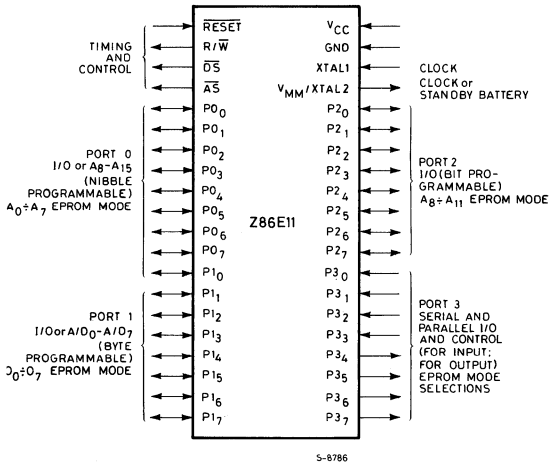 TIMING
AND
CONTROL
PORT 0
I/O or A8-A15
(NIBBLE
PROGRAMMABLE)
A0÷A7 EPROM MODE
PORT 1
I/O or A/D0-A/D7
(BYTE
PROGRAMMABLE)
D0÷D7 EPROM MODE
RESET
R/W
DS
AS
P00
P01
P02
P03
P04
P05
P06
P07
P10
P11
P12
P13
P14
P15
P16
P17
Z86E11
VCC
GND
XTAL1
VMM/XTAL2
P20
P21
P22
P23
P24
P25
P26
P27
P30
P31
P32
P33
P34
P35
P36
P37
CLOCK
CLOCK or
STANDBY BATTERY
PORT 2
I/O (BIT PRO-
GRAMMABLE)
A8÷A11 EPROM MODE
PORT 3
SERIAL AND
PARALLEL I/O
AND CONTROL
(FOR INPUT;
FOR OUTPUT)
EPROM MODE
SELECTIONS
S-8786